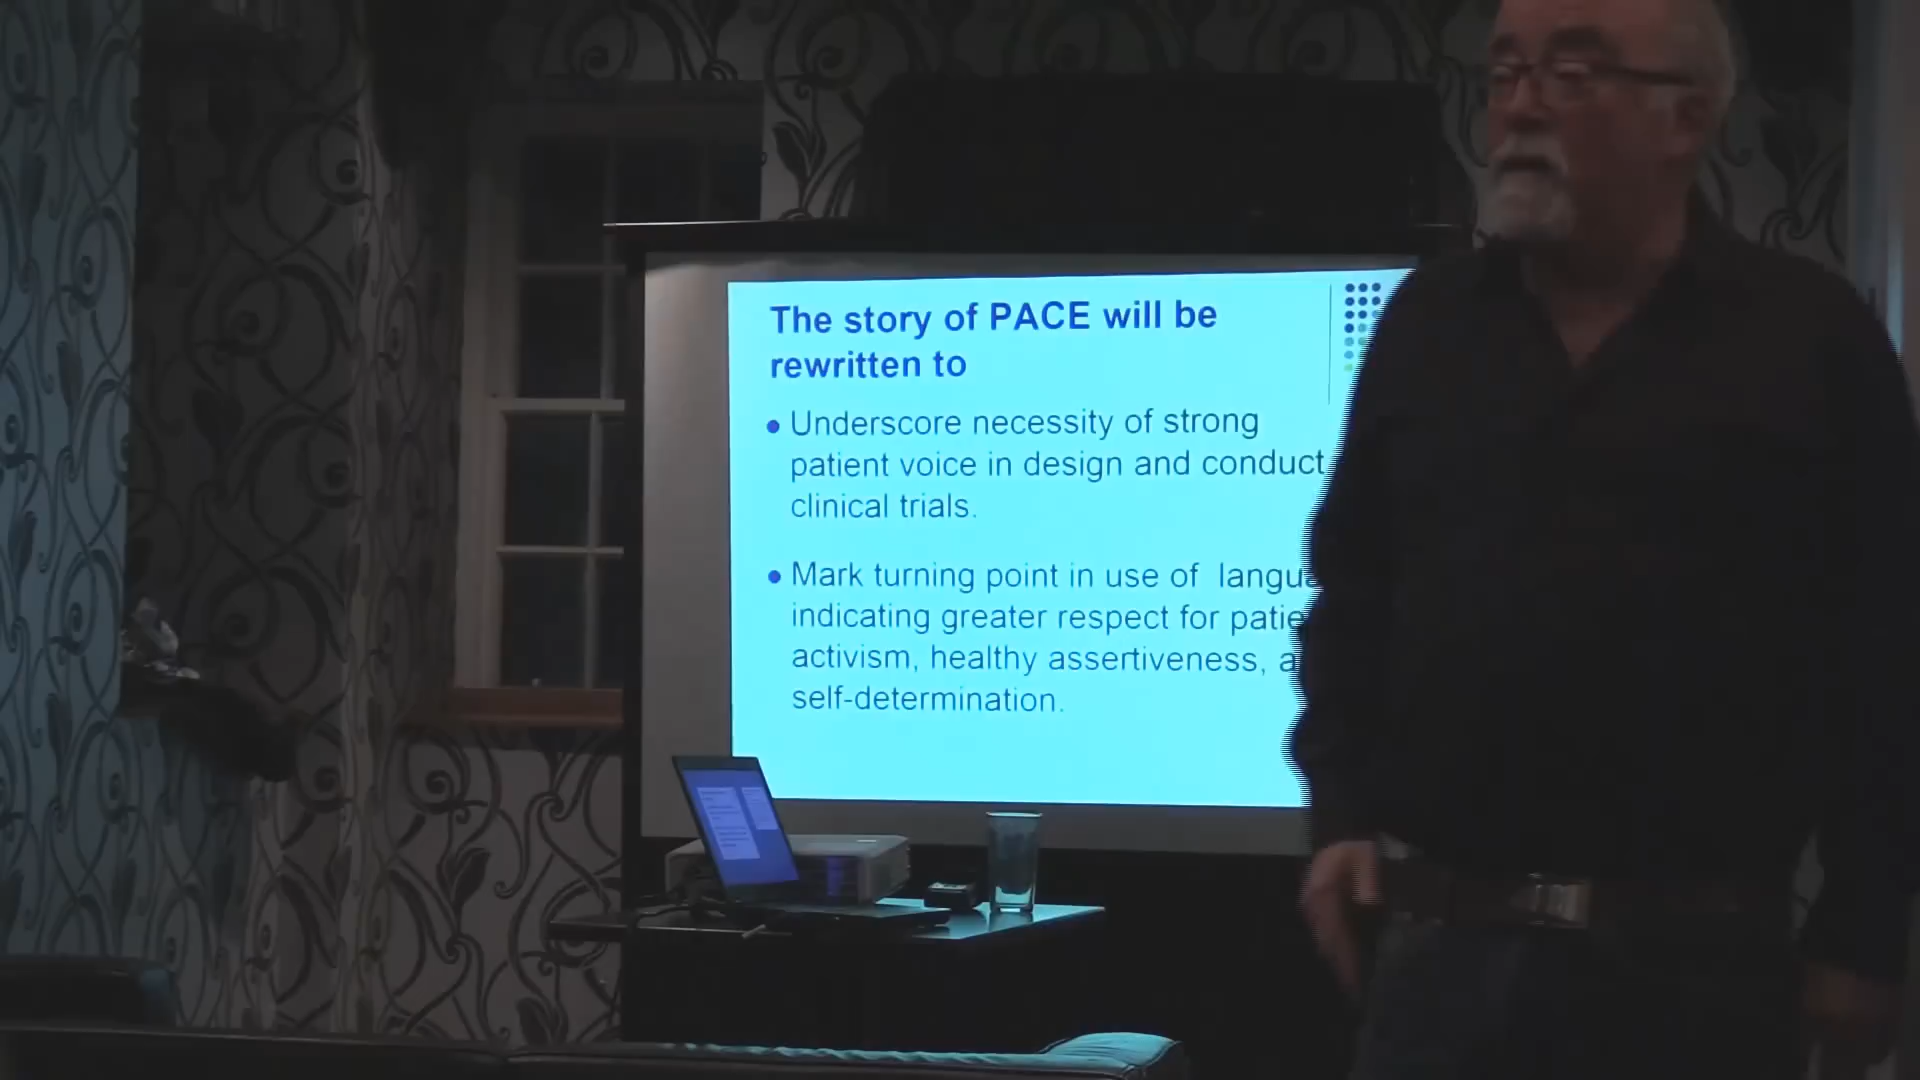 The story of PACE will be
rewritten to
Underscore necessity of strong
patient voice in design and conduct
clinical trials.
Mark turning point in use of
indicating greater respect for
activism, healthy assertiveness,
self-determination.